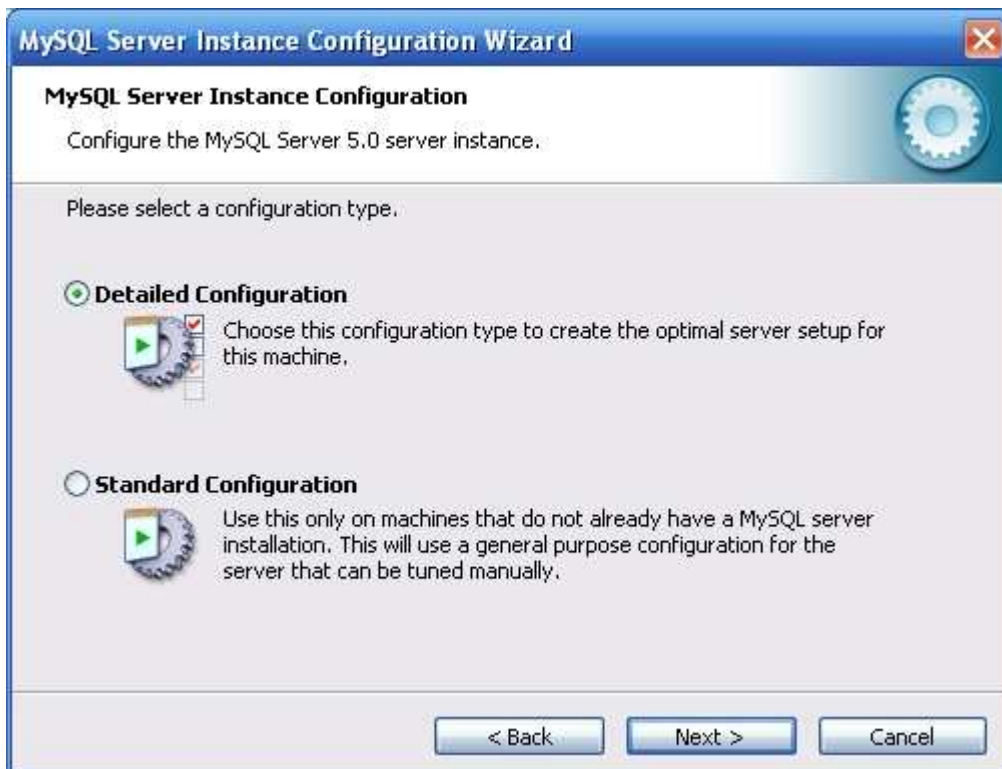 MySQL Server Instance Configuration Wizard
MySQL Server Instance Configuration
Configure the MySQL Server 5.0 server instance.
Please select a configuration type.
Detailed Configuration
Choose this configuration type to create the optimal server setup for
this machine.
Standard Configuration
Use this only on machines that do not already have a MySQL server
installation. This will use a general purpose configuration for the
server that can be tuned manually.
< Back
Next >
Cancel